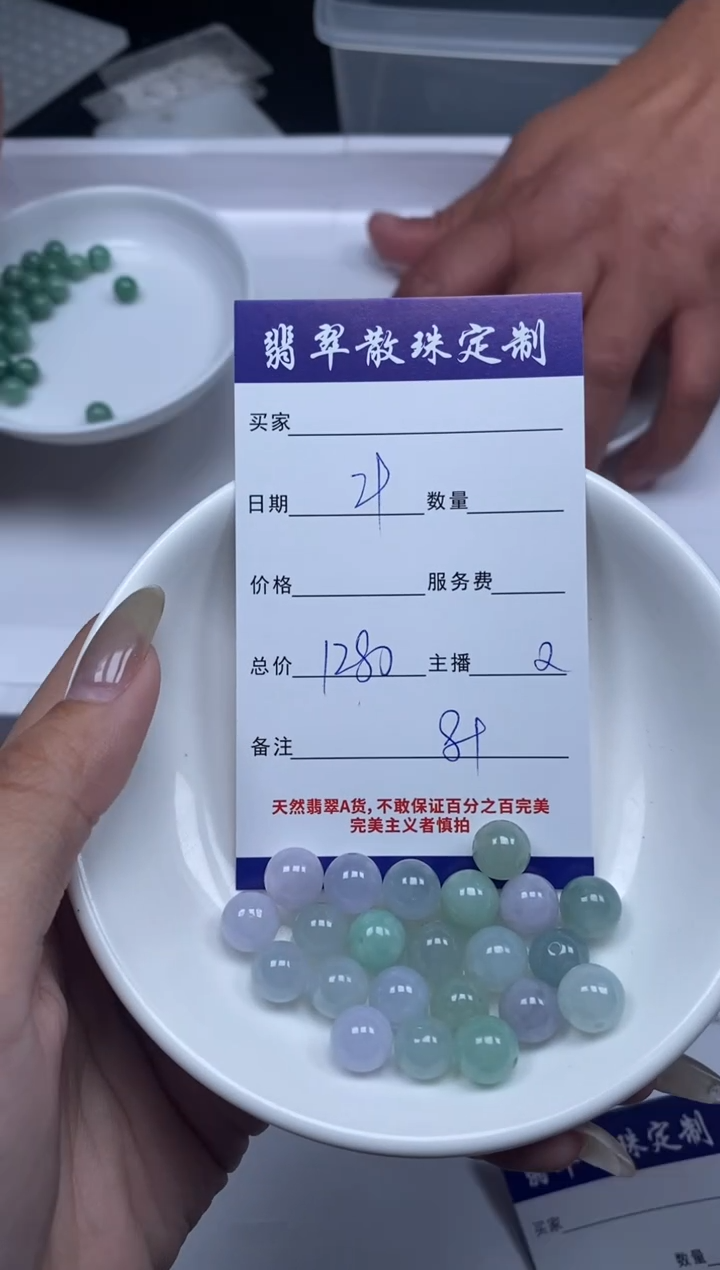 翡翠散珠定制
买家
日期 21 数量
价格 服务费
总价 1280 主播 2
备注 8+
天然翡翠A货,不敢保证百分之百完美
完美主义者慎拍
珠定制
买家
数量